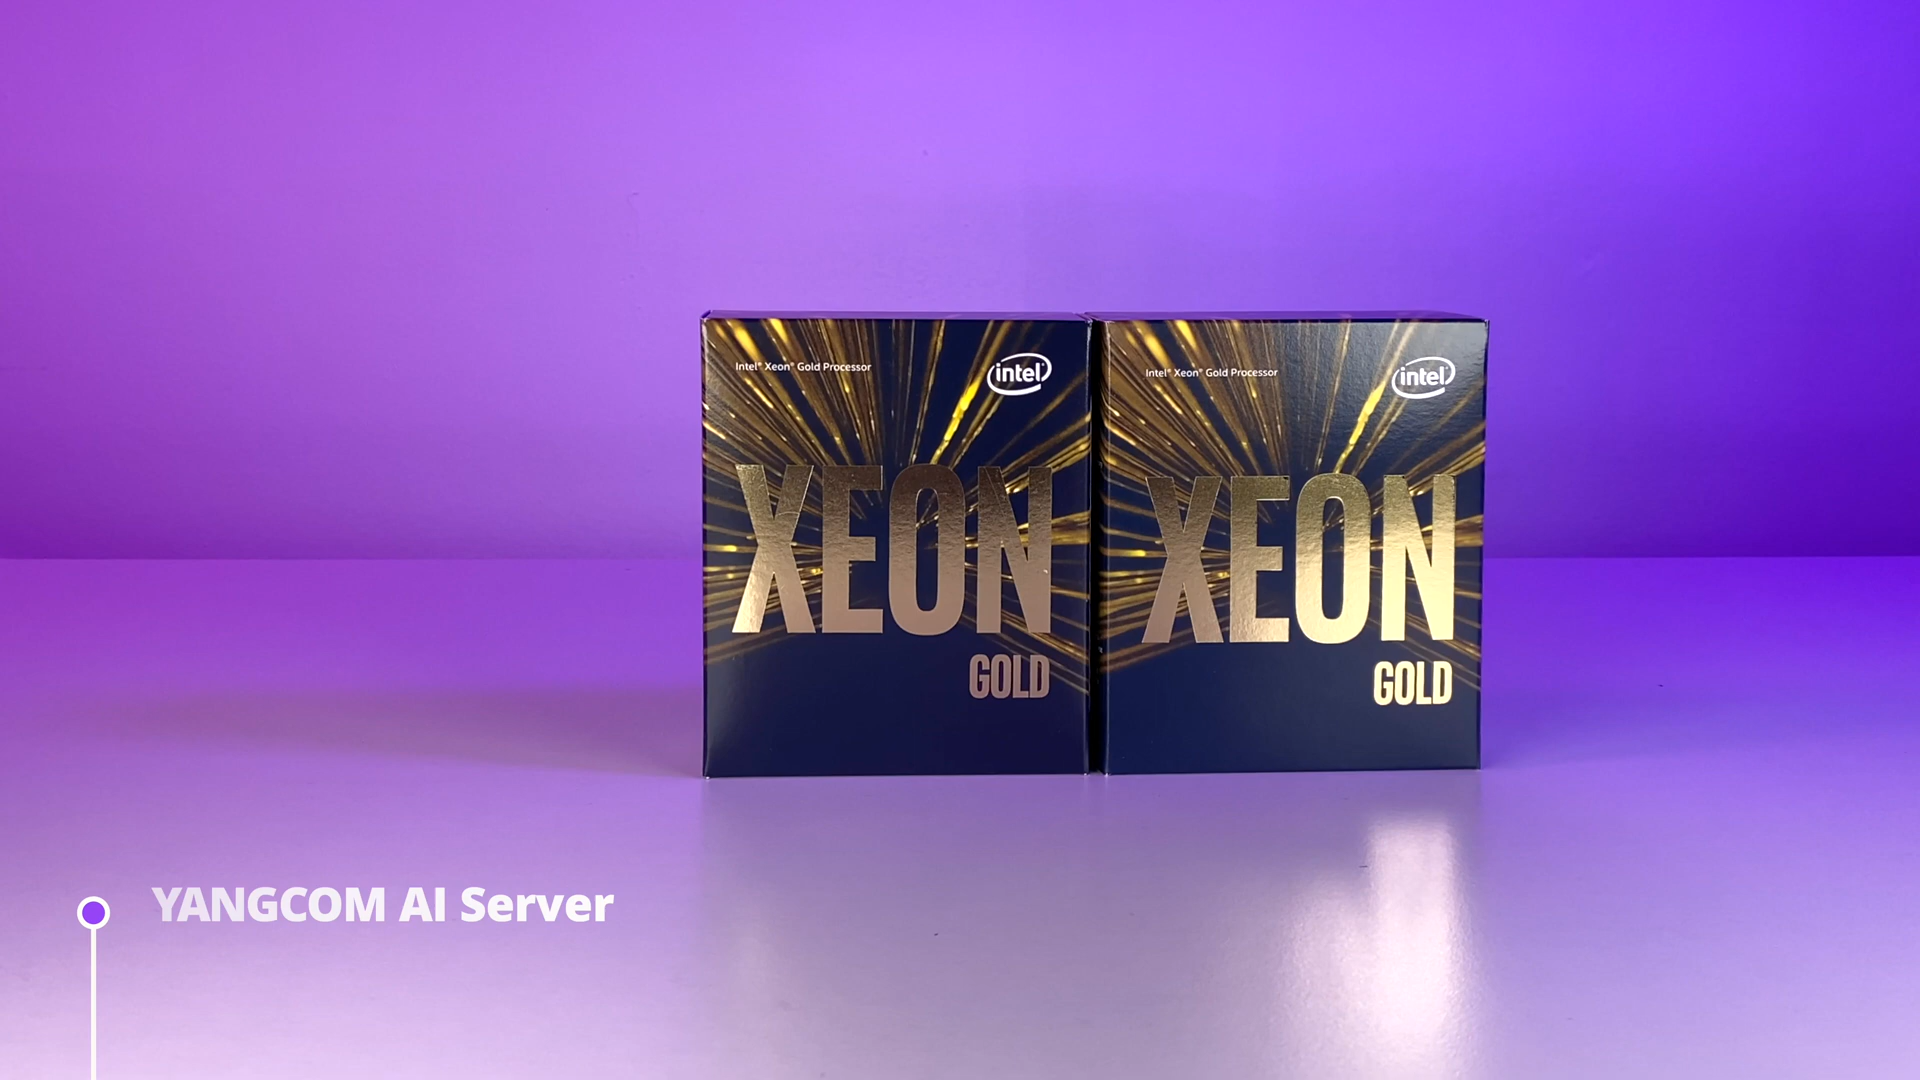 Intel® Xeon® Gold Processor
intel
XEON
GOLD
Intel® Xeon® Gold Processor
intel
XEON
GOLD
YANGCOM AI Server